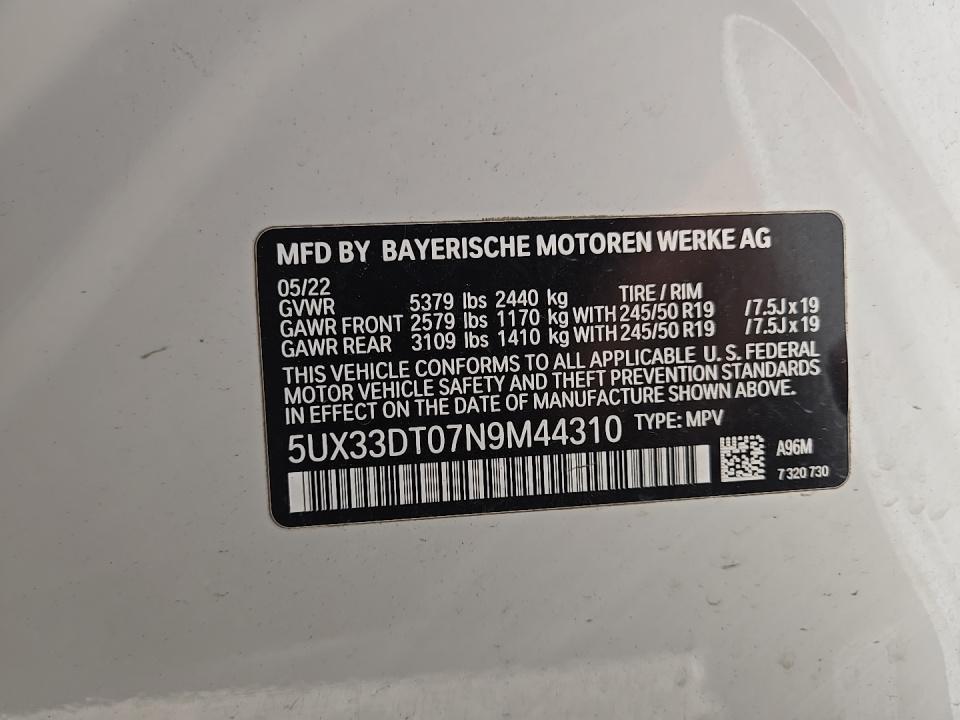 MFD BY BAYERISCHE MOTOREN WERKE AG
05/22 TIRE / RIM
GVWR 5379 lbs 2440 kg
GAWR FRONT 2579 lbs 1170 kg WITH 245/50 R19 /7.5J x 19
GAWR REAR 3109 lbs 1410 kg WITH 245/50 R19 /7.5J x 19
THIS VEHICLE CONFORMS TO ALL APPLICABLE U. S. FEDERAL
MOTOR VEHICLE SAFETY AND THEFT PREVENTION STANDARDS
IN EFFECT ON THE DATE OF MANUFACTURE SHOWN ABOVE.
5UX33DT07N9M44310 TYPE: MPV
A96M
7 320 730